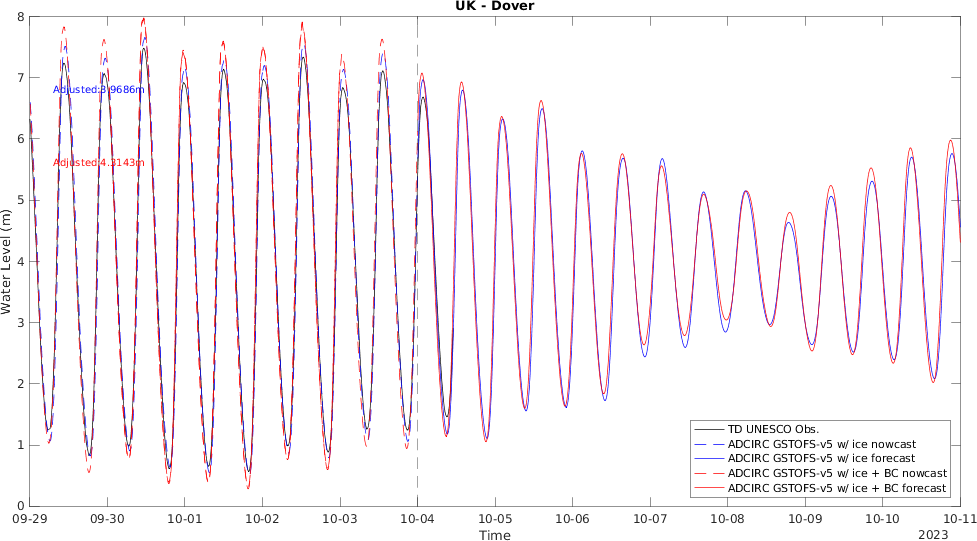 UK - Dover
8
7
6
5
4
3
2
1
0
Water Level (m)
Adjusted:3.9686m
Adjusted:4.3143m
TD UNESCO Obs.
ADCIRC GSTOFS-v5 w/ ice nowcast
ADCIRC GSTOFS-v5 w/ ice forecast
ADCIRC GSTOFS-v5 w/ ice + BC nowcast
ADCIRC GSTOFS-v5 w/ ice + BC forecast
09-29 09-30 10-01 10-02 10-03 10-04 10-05 10-06 10-07 10-08 10-09 10-10 10-11
Time
2023